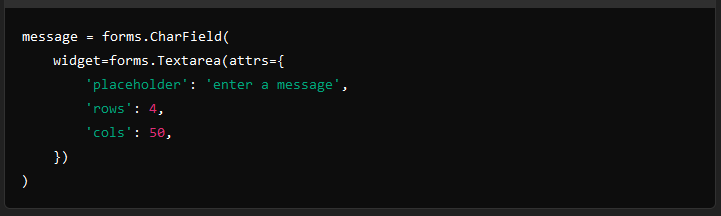 message = forms.CharField(
    widget=forms.Textarea(attrs={
        'placeholder': 'enter a message',
        'rows': 4,
        'cols': 50,
    })
)